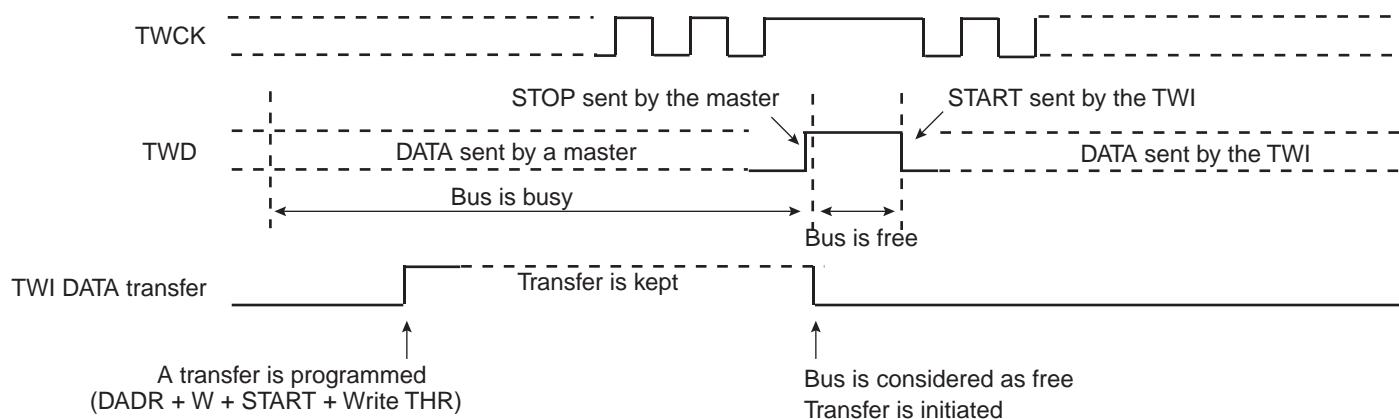 TWCK
STOP sent by the master
START sent by the TWI
TWD
DATA sent by a master
DATA sent by the TWI
Bus is busy
Bus is free
TWI DATA transfer
Transfer is kept
A transfer is programmed
(DADR + W + START + Write THR)
Bus is considered as free
Transfer is initiated